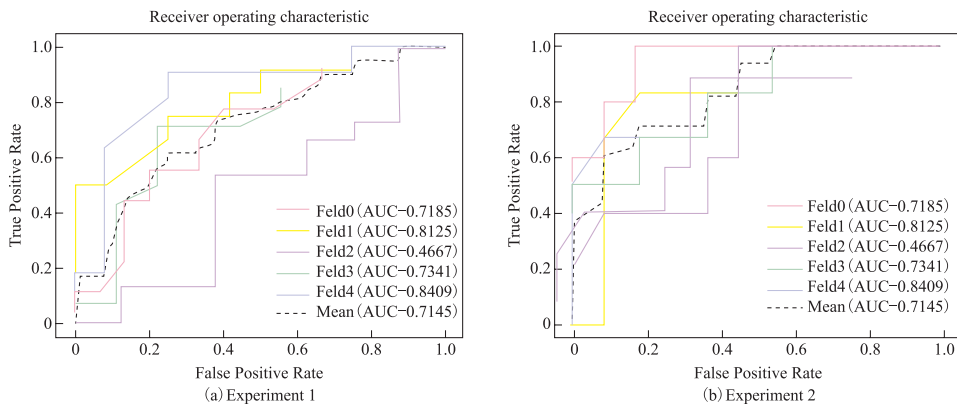 Receiver operating characteristic
1.0
0.8
0.6
0.4
0.2
0
True Positive Rate
0
0.2
0.4
0.6
0.8
1.0
Feld0 (AUC-0.7185)
Feld1 (AUC-0.8125)
Feld2 (AUC-0.4667)
Feld3 (AUC-0.7341)
Feld4 (AUC-0.8409)
Mean (AUC-0.7145)
False Positive Rate
(a) Experiment 1
Receiver operating characteristic
1.0
0.8
0.6
0.4
0.2
0
True Positive Rate
0
0.2
0.4
0.6
0.8
1.0
Feld0 (AUC-0.7185)
Feld1 (AUC-0.8125)
Feld2 (AUC-0.4667)
Feld3 (AUC-0.7341)
Feld4 (AUC-0.8409)
Mean (AUC-0.7145)
False Positive Rate
(b) Experiment 2